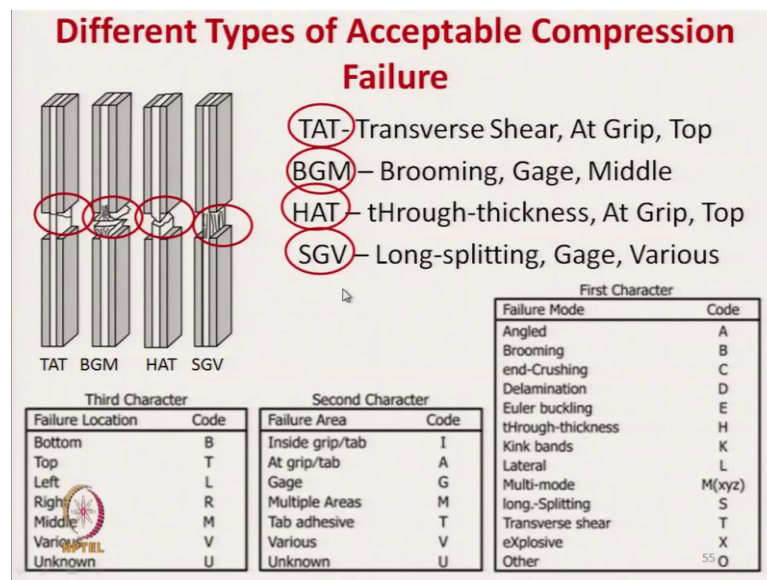 Different Types of Acceptable Compression
Failure
TAT- Transverse Shear, At Grip, Top
BGM – Brooming, Gage, Middle
HAT – tHrough-thickness, At Grip, Top
SGV – Long-splitting, Gage, Various
TAT BGM HAT SGV
First Character
Failure Mode Code
Angled A
Brooming B
end-Crushing C
Delamination D
Euler buckling E
tHrough-thickness H
Kink bands K
Lateral L
Multi-mode M(xyz)
long.-Splitting S
Transverse shear T
eXplosive X
Other O
Third Character
Failure Location Code
Bottom B
Top T
Left L
Right R
Middle M
Various V
Unknown U
Second Character
Failure Area Code
Inside grip/tab I
At grip/tab A
Gage G
Multiple Areas M
Tab adhesive T
Various V
Unknown U
NPTEL
55